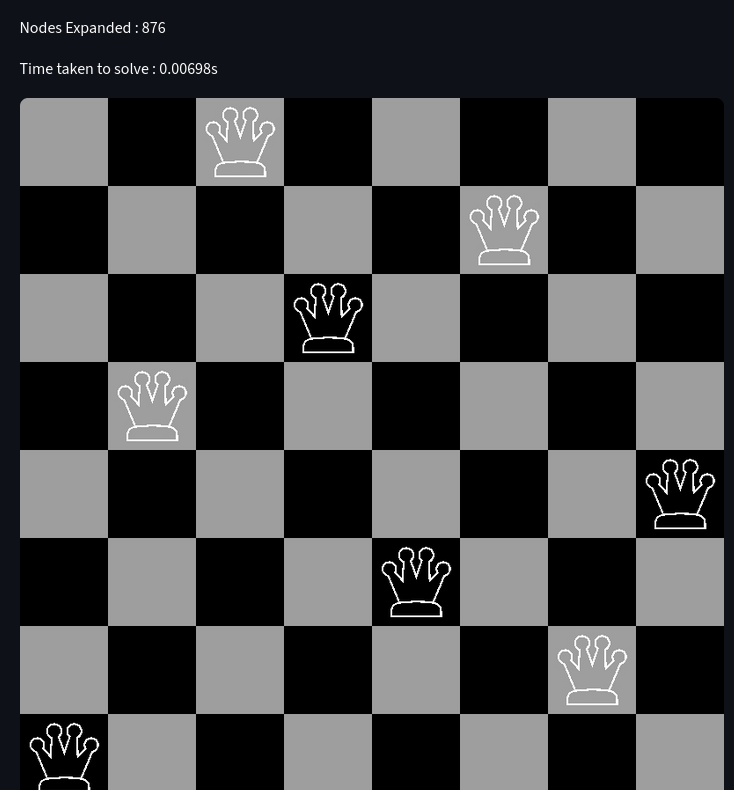 Nodes Expanded : 876
Time taken to solve : 0.00698s